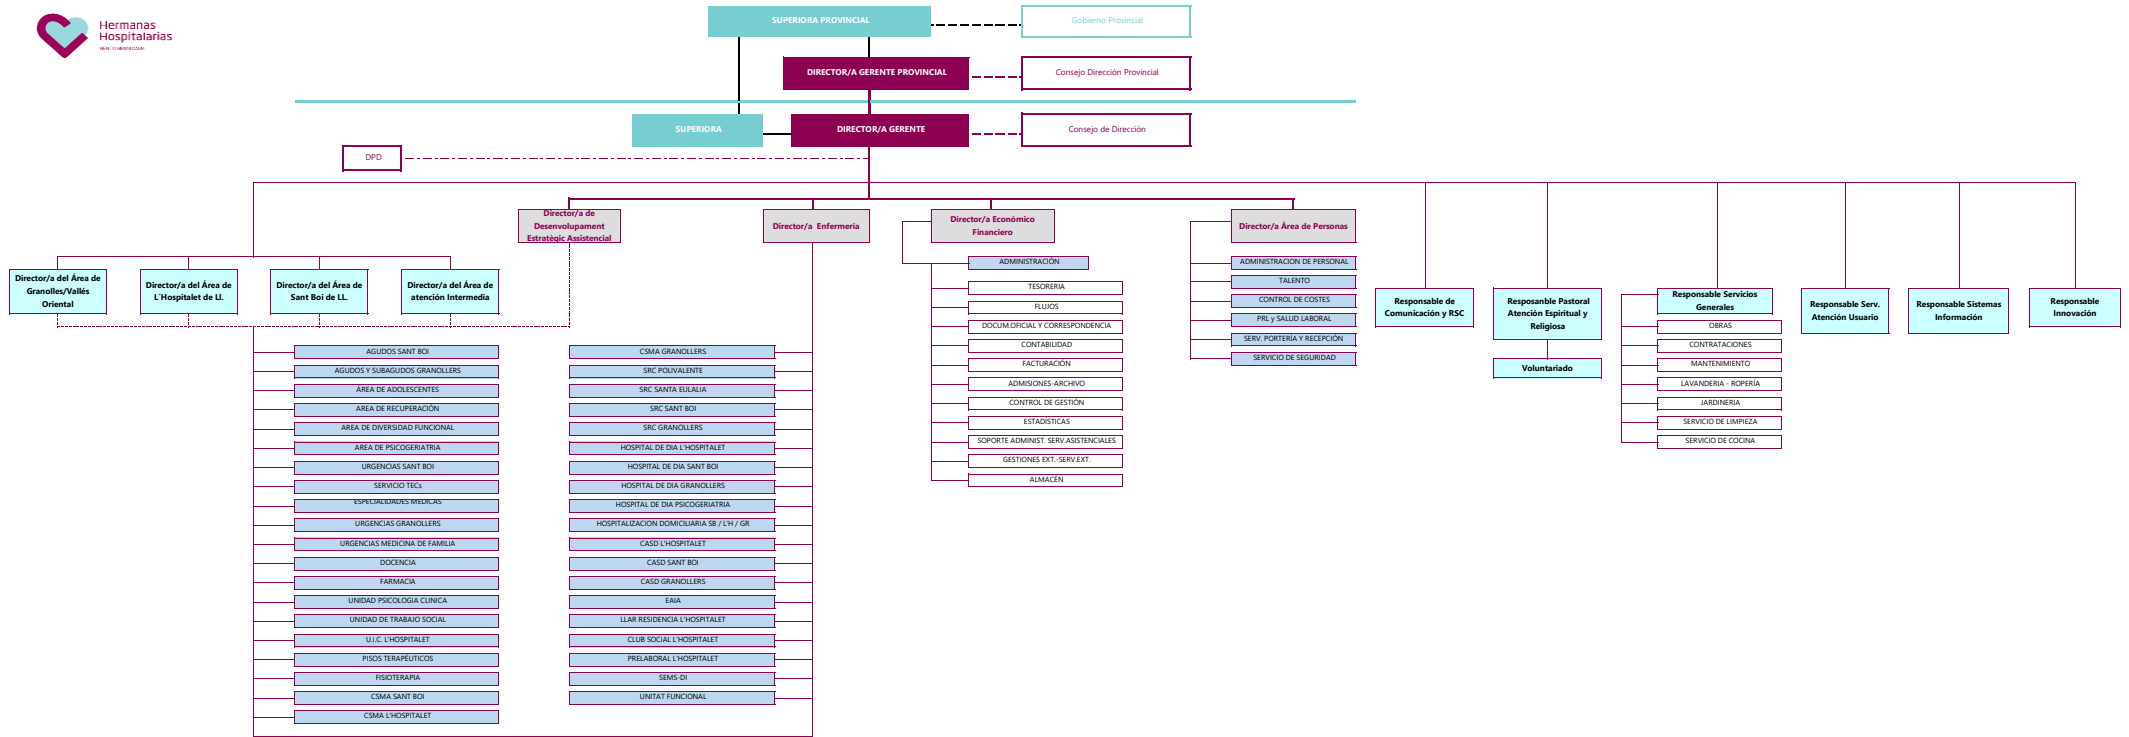 Hermanas
Hospitalarias
SUPERIORA PROVINCIAL
Gobierno Provincial
DIRECTOR/A GERENTE PROVINCIAL
Consejo Dirección Provincial
SUPERIORA
DIRECTOR/A GERENTE
Consejo de Dirección
DPD
Director/a de
Desenvolupament
Estratègic Assistencial
Director/a Enfermería
Director/a Económico
Financiero
Director/a Área de Personas
Director/a del Área de
Granolles/Vallés
Oriental
Director/a del Área de
L´Hospitalet de Ll.
Director/a del Área de
Sant Boi de LL.
Director/a del Área de
atención Intermedia
AGUDOS SANT BOI
AGUDOS Y SUBAGUDOS GRANOLLERS
ÁREA DE ADOLESCENTES
AREA DE RECUPERACIÓN
AREA DE DIVERSIDAD FUNCIONAL
AREA DE PSICOGERIATRIA
URGENCIAS SANT BOI
SERVICIO TECs
ESPECIALIDADES MEDICAS
URGENCIAS GRANOLLERS
URGENCIAS MEDICINA DE FAMILIA
DOCENCIA
FARMACIA
UNIDAD PSICOLOGIA CLINICA
UNIDAD DE TRABAJO SOCIAL
U.I.C. L'HOSPITALET
PISOS TERAPÉUTICOS
FISIOTERAPIA
CSMA SANT BOI
CSMA L'HOSPITALET
CSMA GRANOLLERS
SRC POLIVALENTE
SRC SANTA EULALIA
SRC SANT BOI
SRC GRANOLLERS
HOSPITAL DE DIA L'HOSPITALET
HOSPITAL DE DIA SANT BOI
HOSPITAL DE DIA GRANOLLERS
HOSPITAL DE DIA PSICOGERIATRIA
HOSPITALIZACION DOMICILIARIA SB / L'H / GR
CASD L'HOSPITALET
CASD SANT BOI
CASD GRANOLLERS
EAIA
LLAR RESIDENCIA L'HOSPITALET
CLUB SOCIAL L'HOSPITALET
PRELABORAL L'HOSPITALET
SEMS-DI
UNITAT FUNCIONAL
ADMINISTRACIÓN
TESORERIA
FLUJOS
DOCUM.OFICIAL Y CORRESPONDENCIA
CONTABILIDAD
FACTURACIÓN
ADMISIONES-ARCHIVO
CONTROL DE GESTIÓN
ESTADÍSTICAS
SOPORTE ADMINIST. SERV.ASISTENCIALES
GESTIONES EXT.-SERV.EXT.
ALMACÉN
ADMINISTRACION DE PERSONAL
TALENTO
CONTROL DE COSTES
PRL y SALUD LABORAL
SERV. PORTERÍA Y RECEPCIÓN
SERVICIO DE SEGURIDAD
Responsable de
Comunicación y RSC
Resposanble Pastoral
Atención Espiritual y
Religiosa
Voluntariado
Responsable Servicios
Generales
OBRAS
CONTRATACIONES
MANTENIMIENTO
LAVANDERIA - ROPERÍA
JARDINERIA
SERVICIO DE LIMPIEZA
SERVICIO DE COCINA
Responsable Serv.
Atención Usuario
Responsable Sistemas
Información
Responsable
Innovación